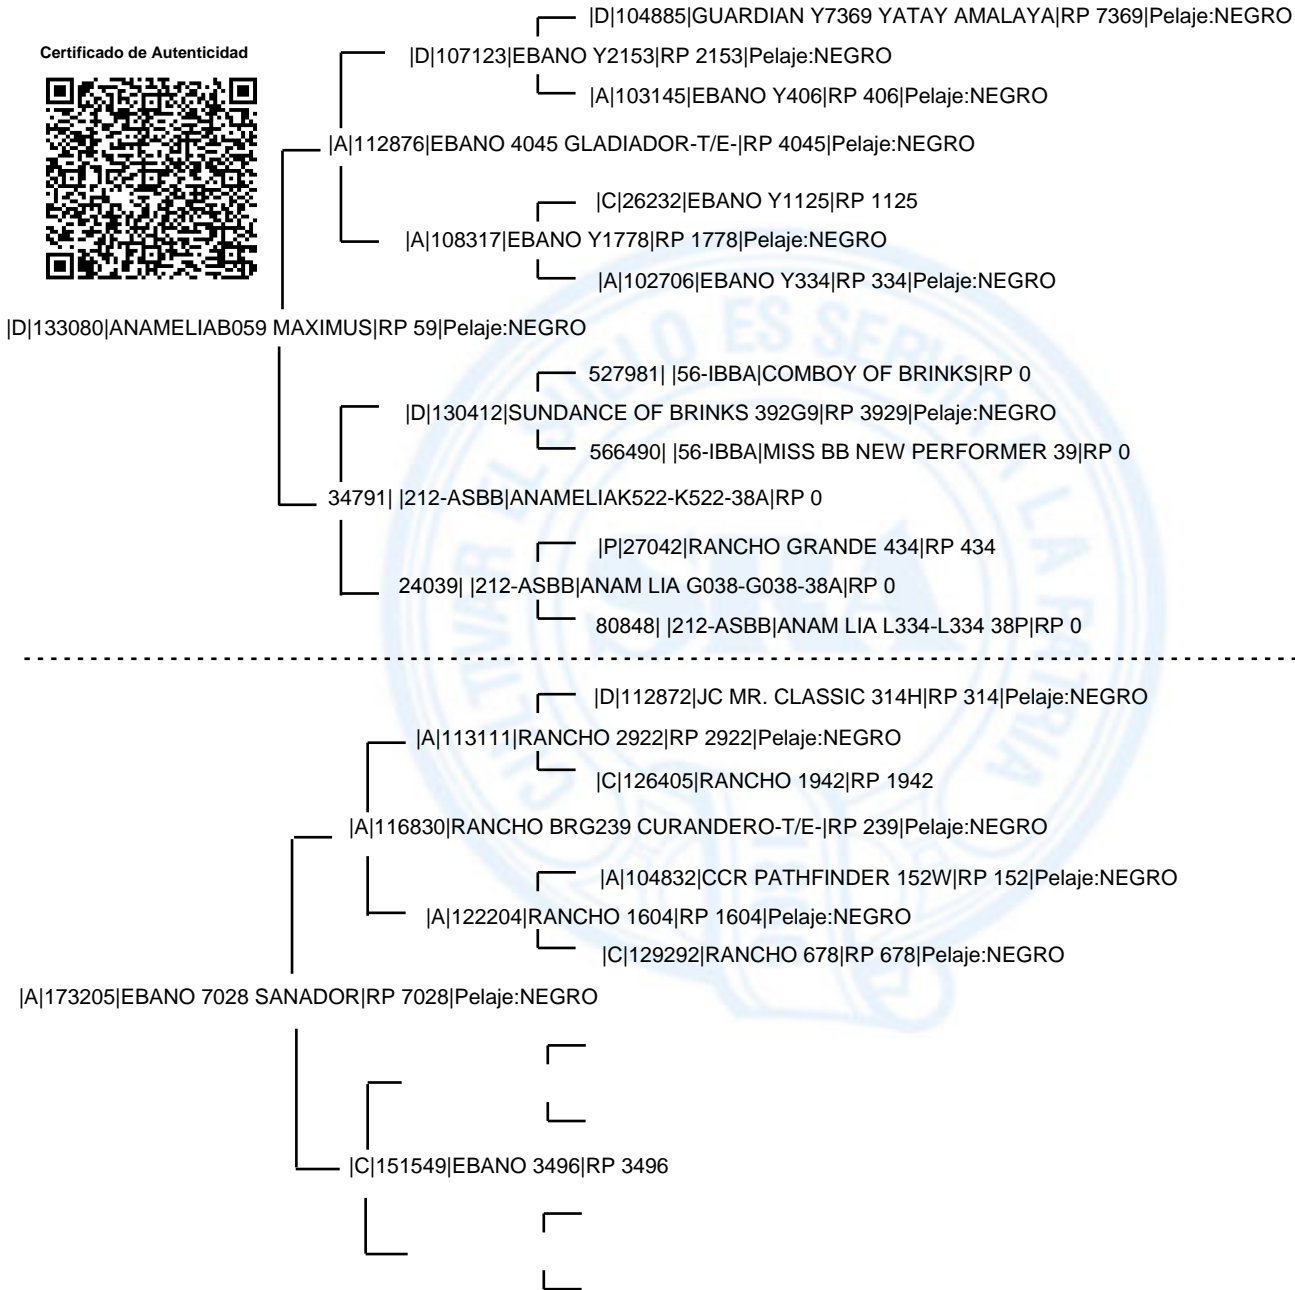 |D|104885|GUARDIAN Y7369 YATAY AMALAYA|RP 7369|Pelaje:NEGRO
Certificado de Autenticidad
|D|107123|EBANO Y2153|RP 2153|Pelaje:NEGRO
|A|103145|EBANO Y406|RP 406|Pelaje:NEGRO
|A|112876|EBANO 4045 GLADIADOR-T/E-|RP 4045|Pelaje:NEGRO
|C|26232|EBANO Y1125|RP 1125
|A|108317|EBANO Y1778|RP 1778|Pelaje:NEGRO
|A|102706|EBANO Y334|RP 334|Pelaje:NEGRO
|D|133080|ANAMELIAB059 MAXIMUS|RP 59|Pelaje:NEGRO
527981| |56-IBBA|COMBOY OF BRINKS|RP 0
|D|130412|SUNDANCE OF BRINKS 392G9|RP 3929|Pelaje:NEGRO
566490| |56-IBBA|MISS BB NEW PERFORMER 39|RP 0
34791| |212-ASBB|ANAMELIAK522-K522-38A|RP 0
|P|27042|RANCHO GRANDE 434|RP 434
24039| |212-ASBB|ANAM LIA G038-G038-38A|RP 0
80848| |212-ASBB|ANAM LIA L334-L334 38P|RP 0
|D|112872|JC MR. CLASSIC 314H|RP 314|Pelaje:NEGRO
|A|113111|RANCHO 2922|RP 2922|Pelaje:NEGRO
|C|126405|RANCHO 1942|RP 1942
|A|116830|RANCHO BRG239 CURANDERO-T/E-|RP 239|Pelaje:NEGRO
|A|104832|CCR PATHFINDER 152W|RP 152|Pelaje:NEGRO
|A|122204|RANCHO 1604|RP 1604|Pelaje:NEGRO
|C|129292|RANCHO 678|RP 678|Pelaje:NEGRO
|A|173205|EBANO 7028 SANADOR|RP 7028|Pelaje:NEGRO
|C|151549|EBANO 3496|RP 3496
CULTIVAR EL SUELO ES SERVIR A LA PATRIA